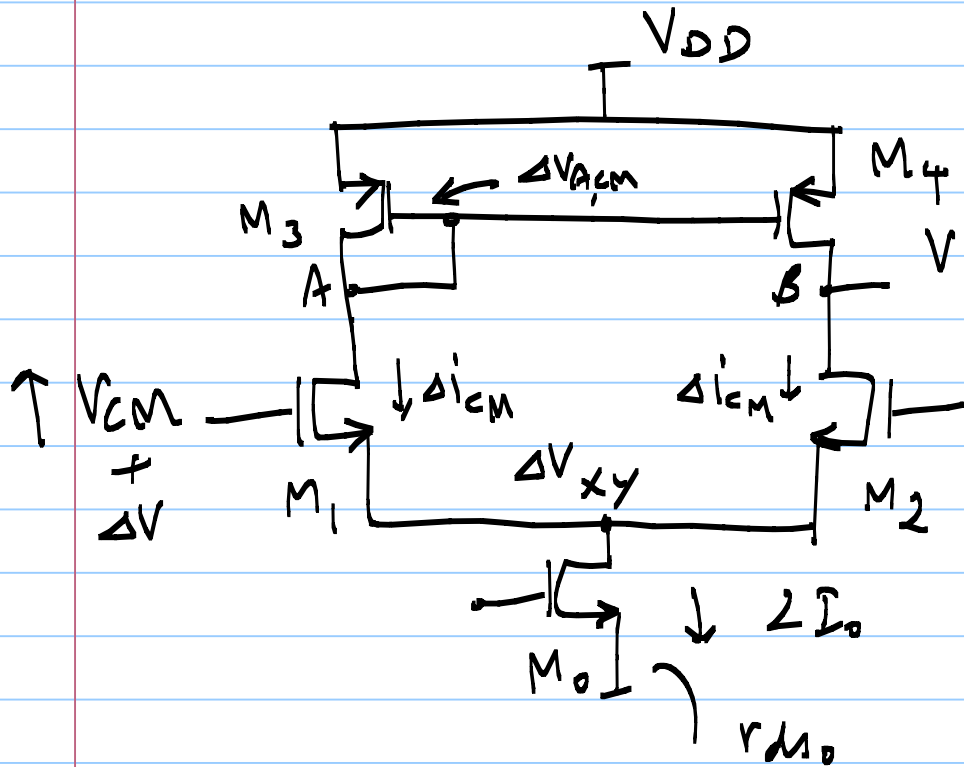 VDD
ΔVA,CM
M4
M3
V
A
B
ΔiCM
ΔiCM
VCM
+
ΔV
ΔVxy
M1
M2
2I0
M0
rds0